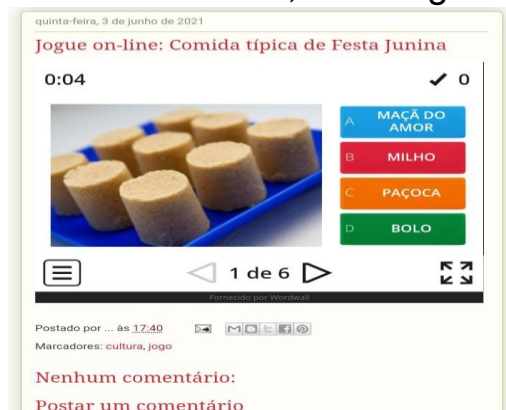 quinta-feira, 3 de junho de 2021
Jogue on-line: Comida típica de Festa Junina
0:04
✓ 0
A MAÇÃ DO AMOR
B MILHO
C PAÇOCA
D BOLO
1 de 6
Fornecido por Wordwall
Postado por ... às 17:40
Marcadores: cultura, jogo
Nenhum comentário:
Postar um comentário